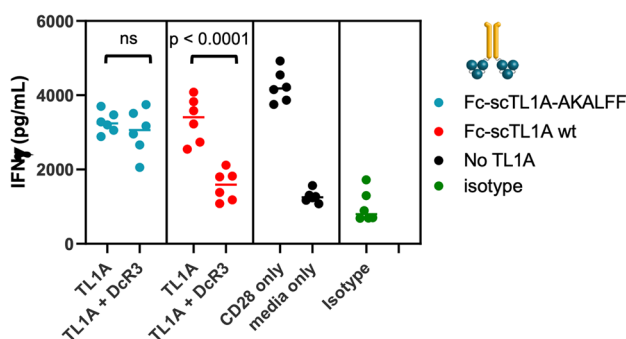 6000
4000
2000
0
IFNγ (pg/mL)
ns
p < 0.0001
TL1A
TL1A + DcR3
TL1A
TL1A + DcR3
CD28 only
media only
Isotype
Fc-scTL1A-AKALFF
Fc-scTL1A wt
No TL1A
isotype